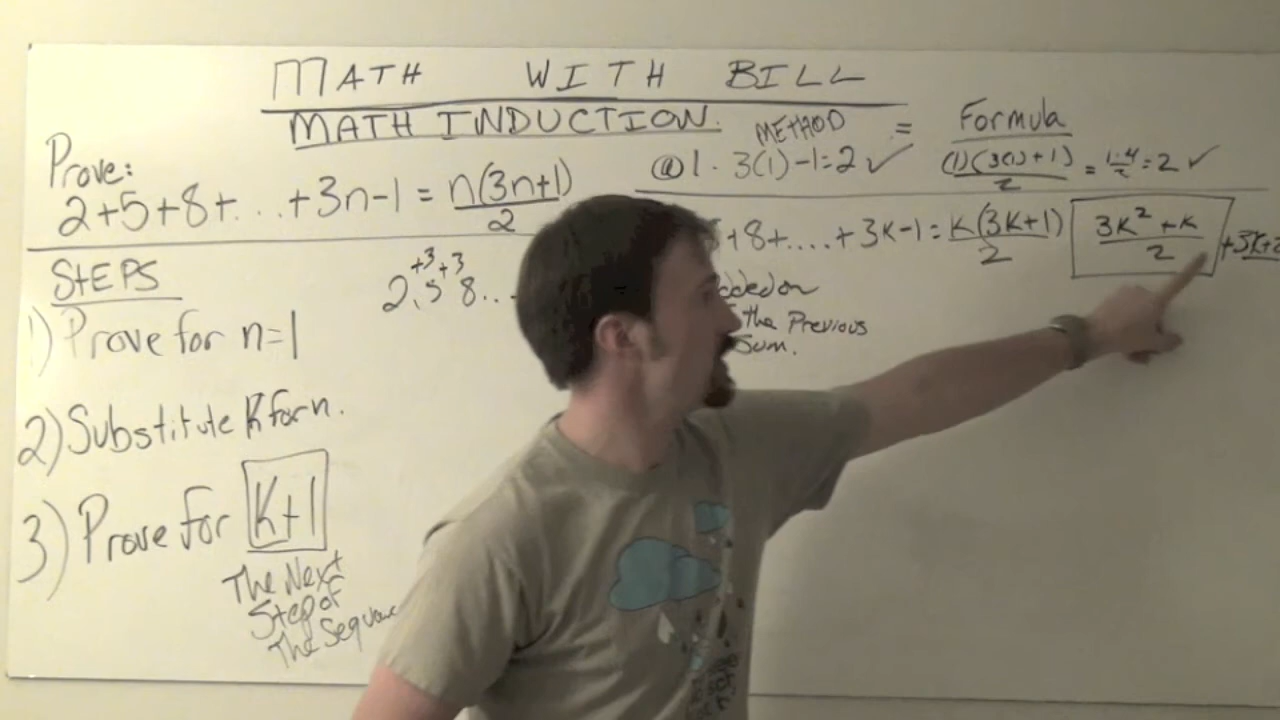 MATH WITH BILL
MATH INDUCTION.
Prove:
2+5+8+...+3n-1 = n(3n+1)/2
METHOD = Formula
@1. 3(1)-1=2 ✓ (1)(3(1)+1)/2 = 1·4/2 = 2 ✓
+8+....+3K-1 = K(3K+1)/2 3K²+K/2 +3K+2
STEPS
+3 +3
2,5 8...
the Previous
Sum.
1) Prove for n=1
2) Substitute K for n.
3) Prove for K+1
The Next
Step of
The Sequence